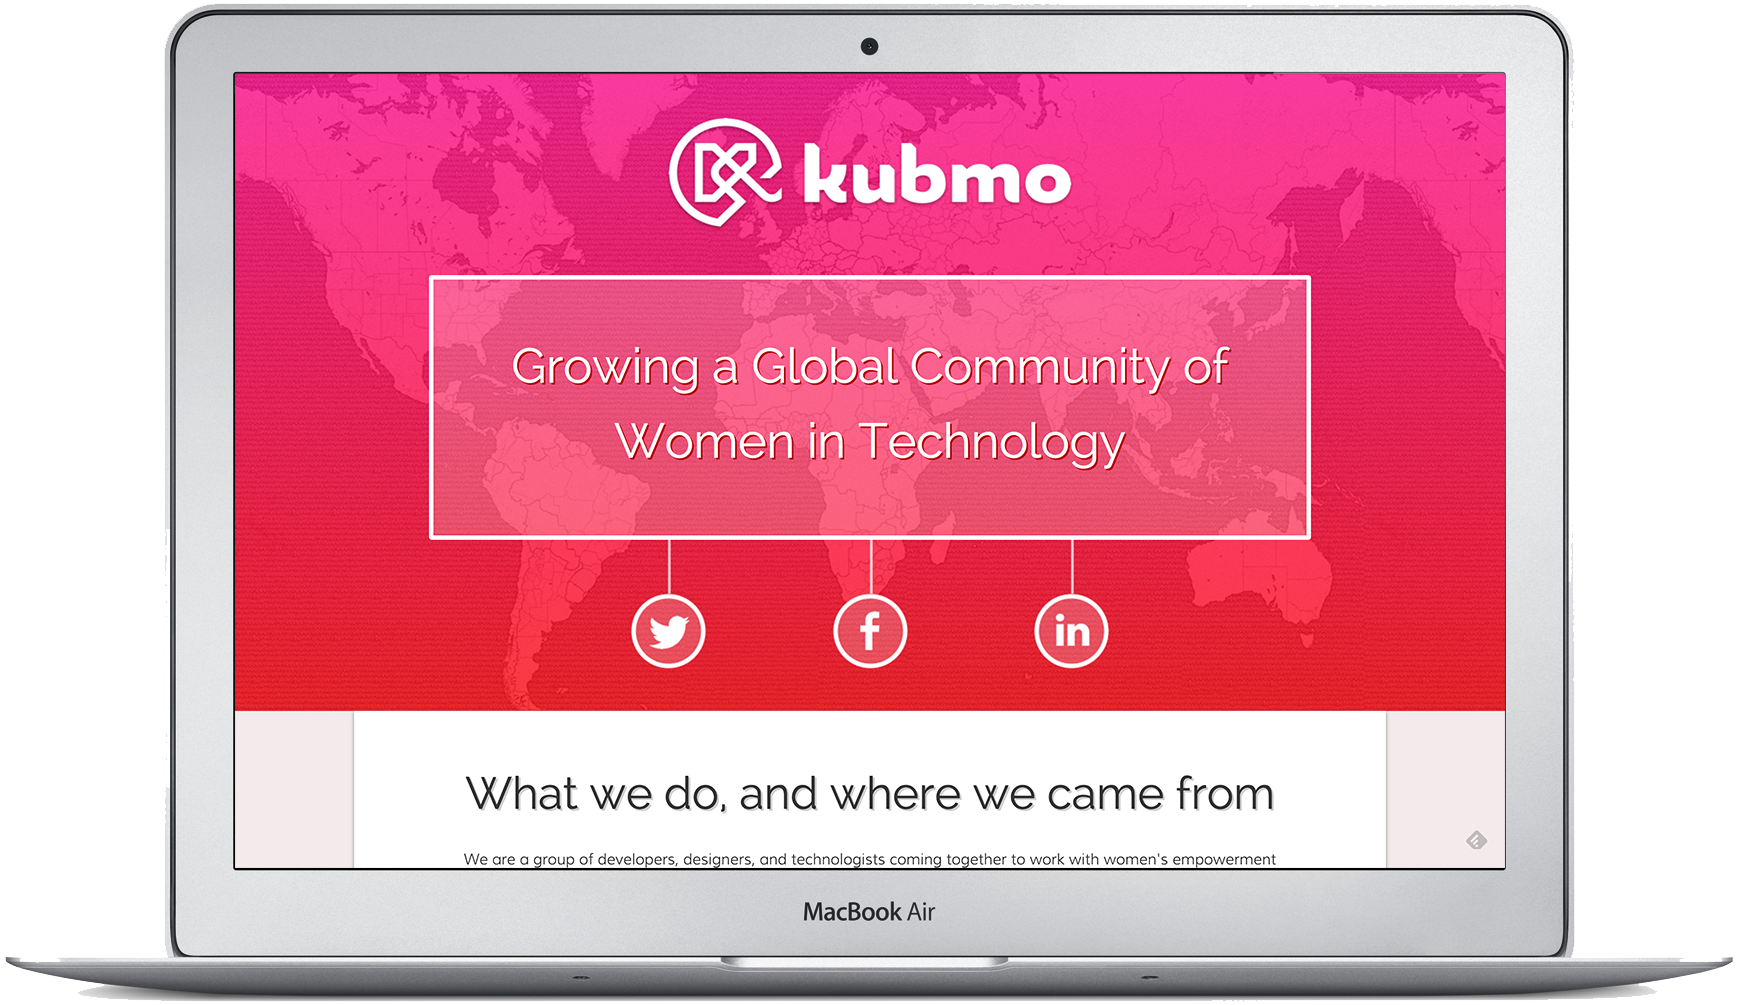 kubmo
Growing a Global Community of
Women in Technology
f
in
What we do, and where we came from
We are a group of developers, designers, and technologists coming together to work with women's empowerment
MacBook Air